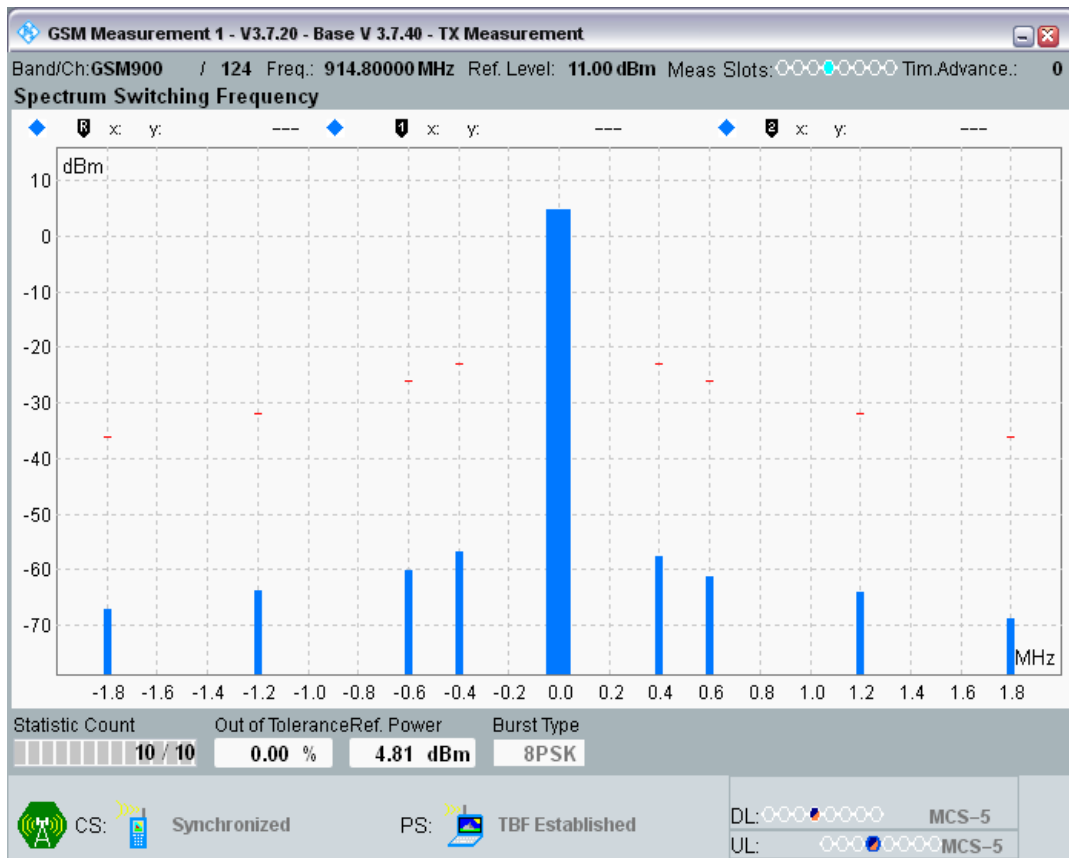 GSM Measurement 1 - V3.7.20 - Base V 3.7.40 - TX Measurement
Band/Ch:GSM900 / 124 Freq.: 914.80000 MHz Ref. Level: 11.00 dBm Meas Slots: Tim.Advance.: 0
Spectrum Switching Frequency
R x: y: --- 1 x: y: --- 2 x: y: ---
dBm
10
0
-10
-20
-30
-40
-50
-60
-70
MHz
-1.8 -1.6 -1.4 -1.2 -1.0 -0.8 -0.6 -0.4 -0.2 0.0 0.2 0.4 0.6 0.8 1.0 1.2 1.4 1.6 1.8
Statistic Count Out of Tolerance Ref. Power Burst Type
10 / 10 0.00 % 4.81 dBm 8PSK
CS: Synchronized PS: TBF Established
DL: MCS-5
UL: MCS-5